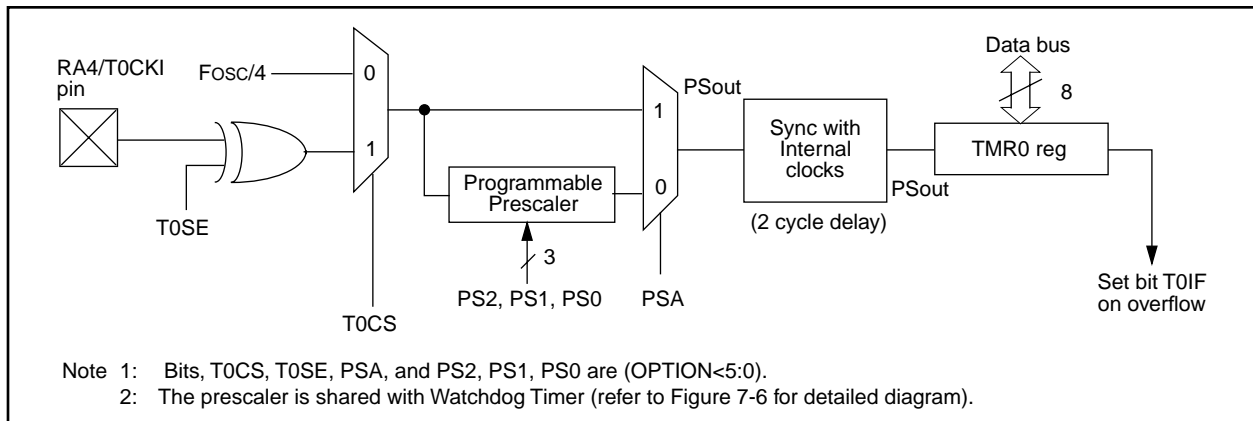 RA4/T0CKI
pin
FOSC/4
0
1
T0SE
T0CS
Programmable
Prescaler
3
PS2, PS1, PS0
1
0
PSA
PSout
Sync with
Internal
clocks
(2 cycle delay)
PSout
Data bus
8
TMR0 reg
Set bit T0IF
on overflow
Note 1: Bits, T0CS, T0SE, PSA, and PS2, PS1, PS0 are (OPTION<5:0).
2: The prescaler is shared with Watchdog Timer (refer to Figure 7-6 for detailed diagram).